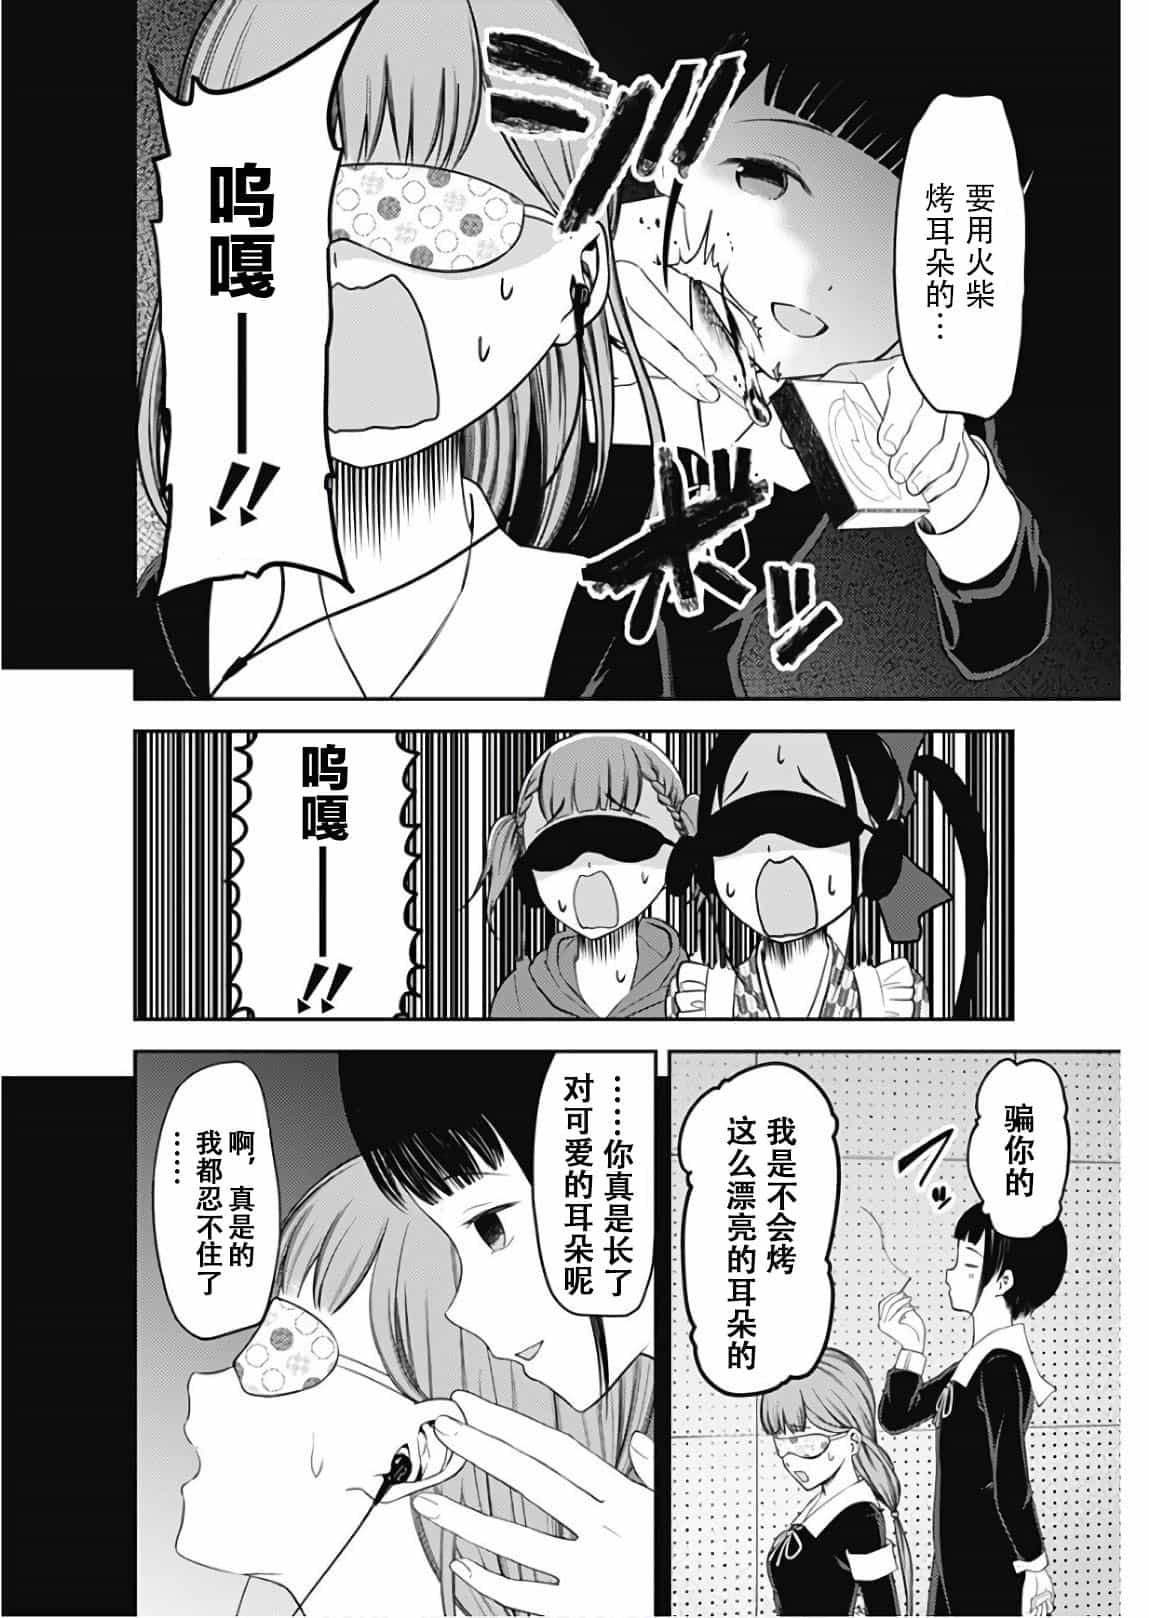 要用火柴
烤耳朵的…
呜嘎——!!
ボッ
呜嘎——!!
骗你的
我是不会烤
这么漂亮的耳朵的
……你真是长了
对可爱的耳朵呢
啊，真是的
我都忍不住了
……